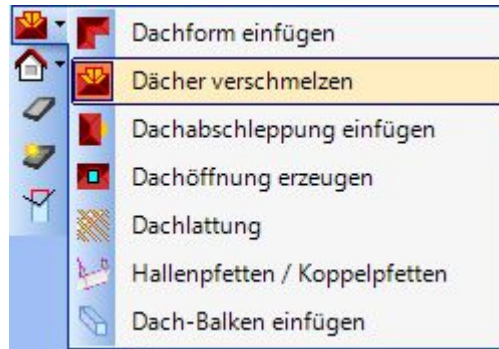 Dachform einfügen
Dächer verschmelzen
Dachabschleppung einfügen
Dachöffnung erzeugen
Dachlattung
Hallenpfetten / Koppelpfetten
Dach-Balken einfügen